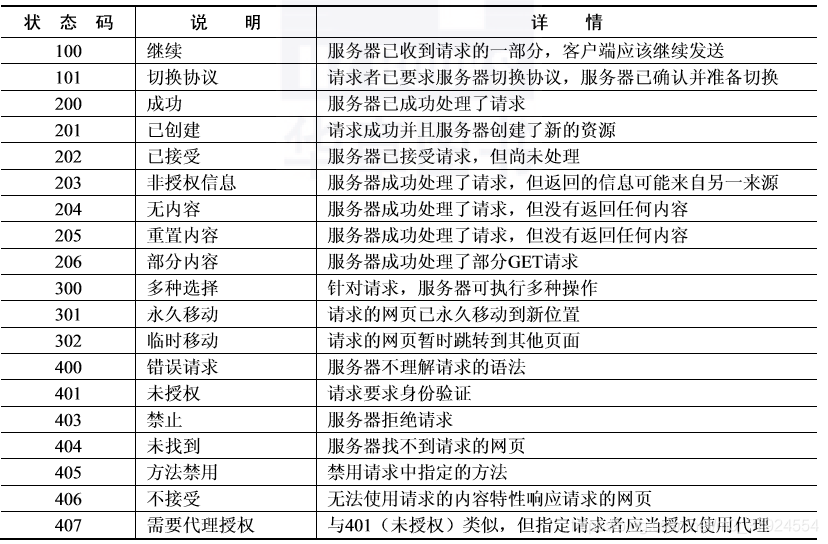 状 态 码 说 明 详 情
100 继续 服务器已收到请求的一部分，客户端应该继续发送
101 切换协议 请求者已要求服务器切换协议，服务器已确认并准备切换
200 成功 服务器已成功处理了请求
201 已创建 请求成功并且服务器创建了新的资源
202 已接受 服务器已接受请求，但尚未处理
203 非授权信息 服务器成功处理了请求，但返回的信息可能来自另一来源
204 无内容 服务器成功处理了请求，但没有返回任何内容
205 重置内容 服务器成功处理了请求，但没有返回任何内容
206 部分内容 服务器成功处理了部分GET请求
300 多种选择 针对请求，服务器可执行多种操作
301 永久移动 请求的网页已永久移动到新位置
302 临时移动 请求的网页暂时跳转到其他页面
400 错误请求 服务器不理解请求的语法
401 未授权 请求要求身份验证
403 禁止 服务器拒绝请求
404 未找到 服务器找不到请求的网页
405 方法禁用 禁用请求中指定的方法
406 不接受 无法使用请求的内容特性响应请求的网页
407 需要代理授权 与401（未授权）类似，但指定请求者应当授权使用代理